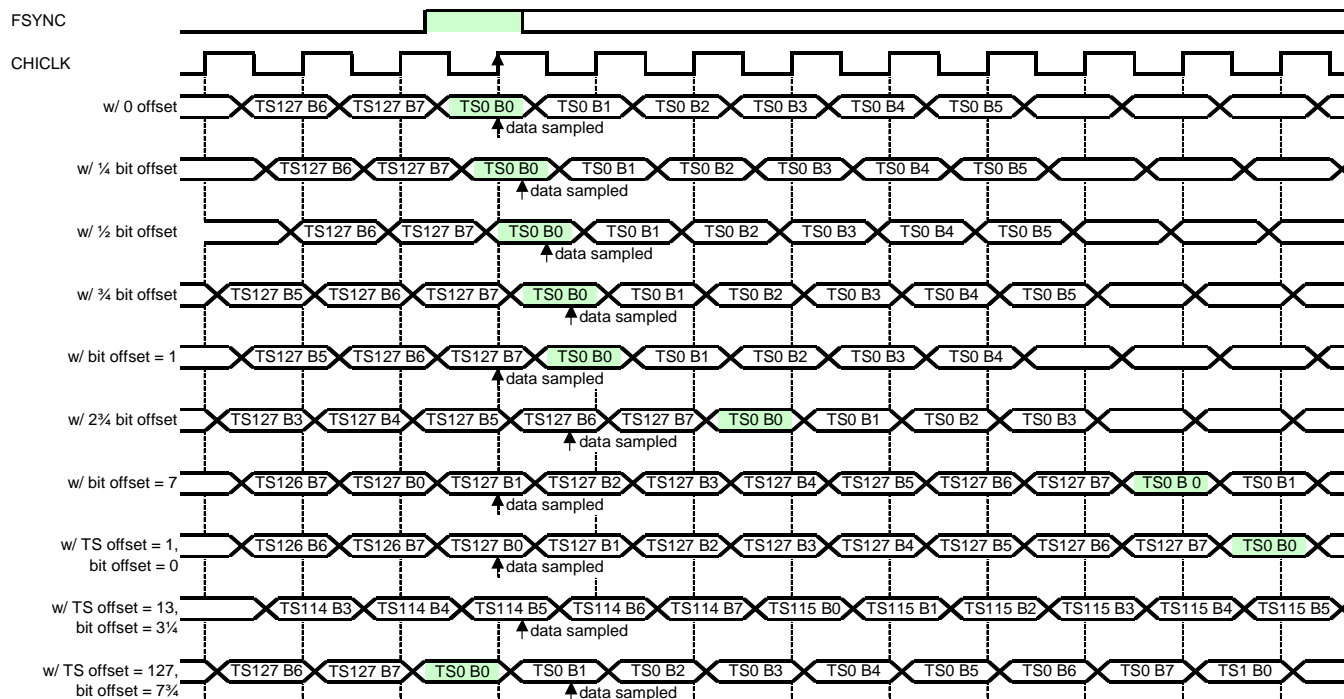 FSYNC
CHICLK
w/ 0 offset TS127 B6 TS127 B7 TS0 B0 TS0 B1 TS0 B2 TS0 B3 TS0 B4 TS0 B5
data sampled
w/ ¼ bit offset TS127 B6 TS127 B7 TS0 B0 TS0 B1 TS0 B2 TS0 B3 TS0 B4 TS0 B5
data sampled
w/ ½ bit offset TS127 B6 TS127 B7 TS0 B0 TS0 B1 TS0 B2 TS0 B3 TS0 B4 TS0 B5
data sampled
w/ ¾ bit offset TS127 B5 TS127 B6 TS127 B7 TS0 B0 TS0 B1 TS0 B2 TS0 B3 TS0 B4 TS0 B5
data sampled
w/ bit offset = 1 TS127 B5 TS127 B6 TS127 B7 TS0 B0 TS0 B1 TS0 B2 TS0 B3 TS0 B4
data sampled
w/ 2¾ bit offset TS127 B3 TS127 B4 TS127 B5 TS127 B6 TS127 B7 TS0 B0 TS0 B1 TS0 B2 TS0 B3
data sampled
w/ bit offset = 7 TS126 B7 TS127 B0 TS127 B1 TS127 B2 TS127 B3 TS127 B4 TS127 B5 TS127 B6 TS127 B7 TS0 B 0 TS0 B1
data sampled
w/ TS offset = 1, TS126 B6 TS126 B7 TS127 B0 TS127 B1 TS127 B2 TS127 B3 TS127 B4 TS127 B5 TS127 B6 TS127 B7 TS0 B0
bit offset = 0 data sampled
w/ TS offset = 13, TS114 B3 TS114 B4 TS114 B5 TS114 B6 TS114 B7 TS115 B0 TS115 B1 TS115 B2 TS115 B3 TS115 B4 TS115 B5
bit offset = 3¼ data sampled
w/ TS offset = 127, TS127 B6 TS127 B7 TS0 B0 TS0 B1 TS0 B2 TS0 B3 TS0 B4 TS0 B5 TS0 B6 TS0 B7 TS1 B0
bit offset = 7¾ data sampled